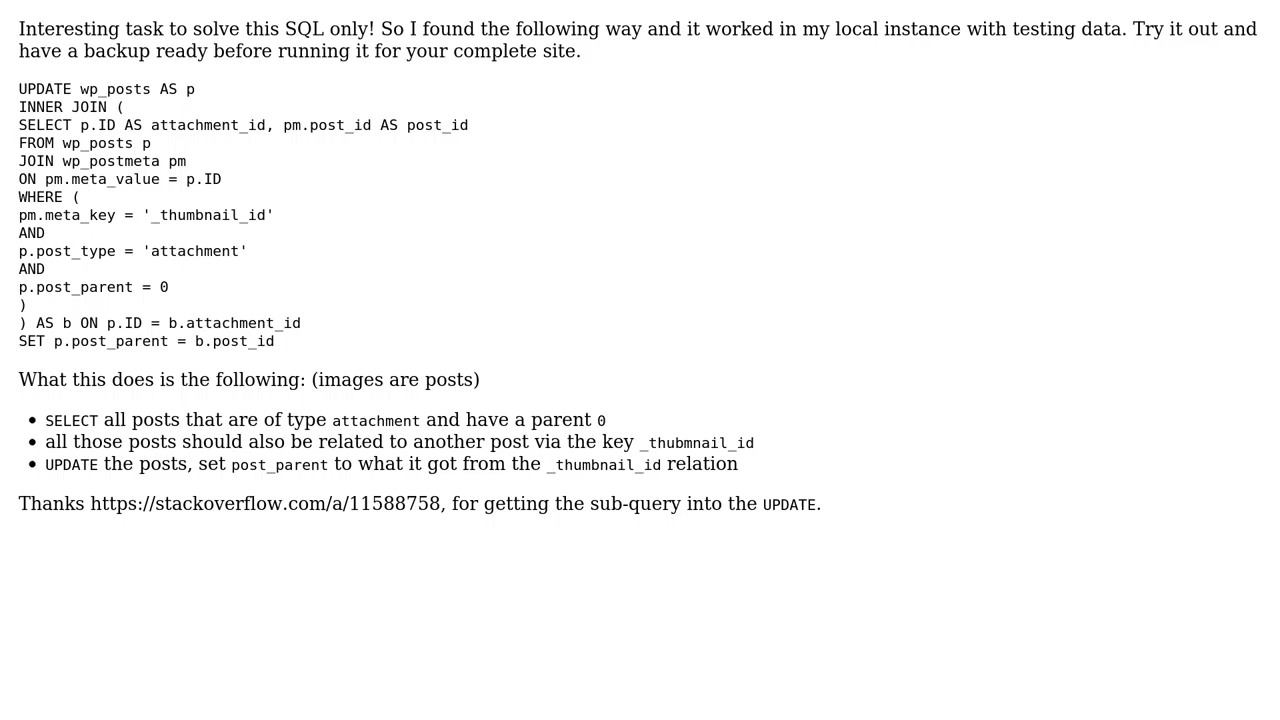 Interesting task to solve this SQL only! So I found the following way and it worked in my local instance with testing data. Try it out and
have a backup ready before running it for your complete site.
UPDATE wp_posts AS p
INNER JOIN (
SELECT p.ID AS attachment_id, pm.post_id AS post_id
FROM wp_posts p
JOIN wp_postmeta pm
ON pm.meta_value = p.ID
WHERE (
pm.meta_key = '_thumbnail_id'
AND
p.post_type = 'attachment'
AND
p.post_parent = 0
)
) AS b ON p.ID = b.attachment_id
SET p.post_parent = b.post_id
What this does is the following: (images are posts)
• SELECT all posts that are of type attachment and have a parent 0
• all those posts should also be related to another post via the key _thubmnail_id
• UPDATE the posts, set post_parent to what it got from the _thumbnail_id relation
Thanks https://stackoverflow.com/a/11588758, for getting the sub-query into the UPDATE.